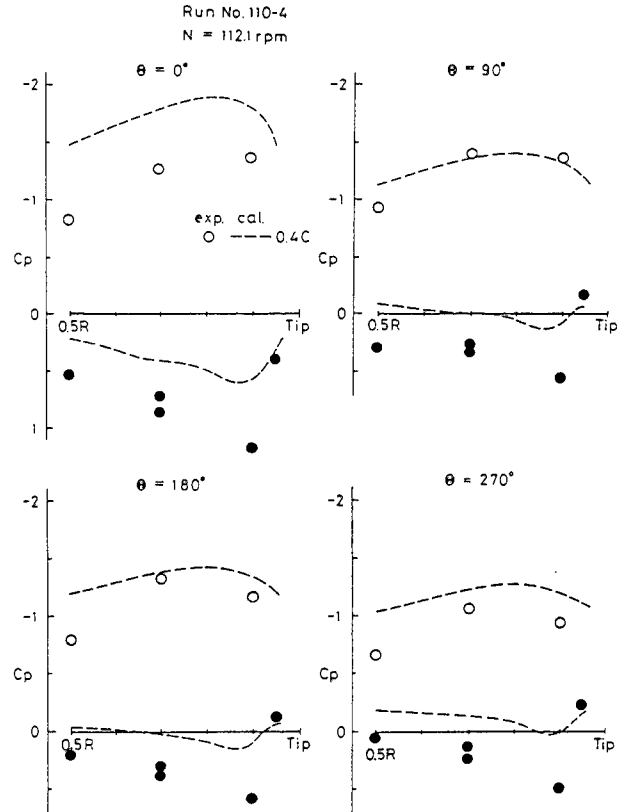 Run No. 110-4
N = 112.1 rpm
θ = 0°
-2
-1
exp. cal.
0.4C
Cp
0
0.5R
Tip
1
θ = 90°
-2
-1
Cp
0
0.5R
Tip
θ = 180°
-2
-1
Cp
0
0.5R
Tip
θ = 270°
-2
-1
Cp
0
0.5R
Tip